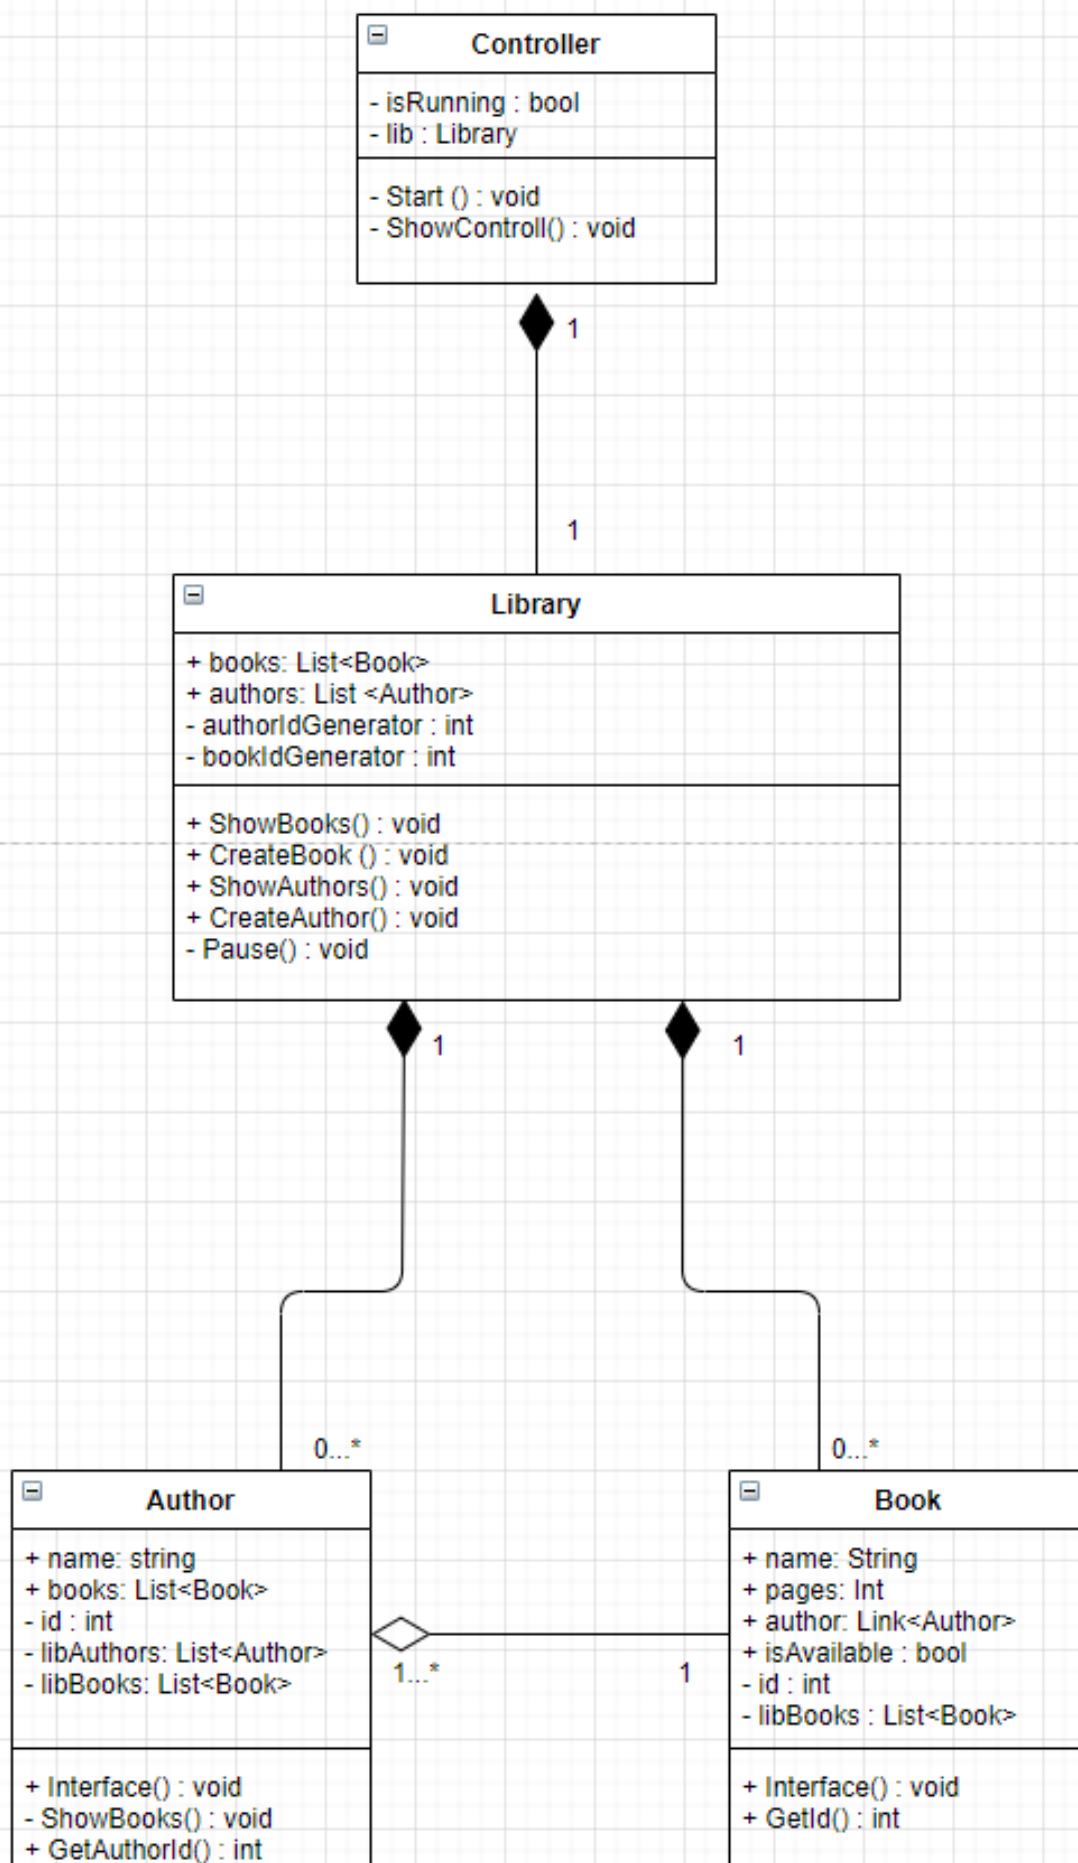 Controller
- isRunning : bool
- lib : Library
- Start () : void
- ShowControll() : void
1
1
Library
+ books: List<Book>
+ authors: List <Author>
- authorIdGenerator : int
- bookIdGenerator : int
+ ShowBooks() : void
+ CreateBook () : void
+ ShowAuthors() : void
+ CreateAuthor() : void
- Pause() : void
1
1
0...*
0...*
Author
+ name: string
+ books: List<Book>
- id : int
- libAuthors: List<Author>
- libBooks: List<Book>
+ Interface() : void
- ShowBooks() : void
+ GetAuthorId() : int
1...*
1
Book
+ name: String
+ pages: Int
+ author: Link<Author>
+ isAvailable : bool
- id : int
- libBooks : List<Book>
+ Interface() : void
+ GetId() : int